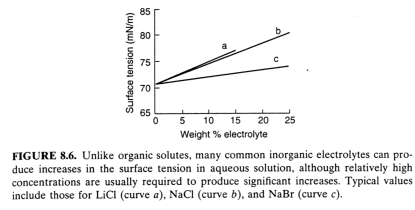 85
80
75
70
65
Surface tension (mN/m)
a
b
c
0 5 10 15 20 25
Weight % electrolyte
FIGURE 8.6. Unlike organic solutes, many common inorganic electrolytes can pro-
duce increases in the surface tension in aqueous solution, although relatively high
concentrations are usually required to produce significant increases. Typical values
include those for LiCl (curve a), NaCl (curve b), and NaBr (curve c).